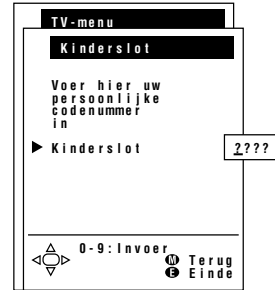 TV-menu
Kinderslot
Voer hier uw
persoonlijke
codenummer
in
Kinderslot ????
0-9:Invoer
M Terug
E Einde